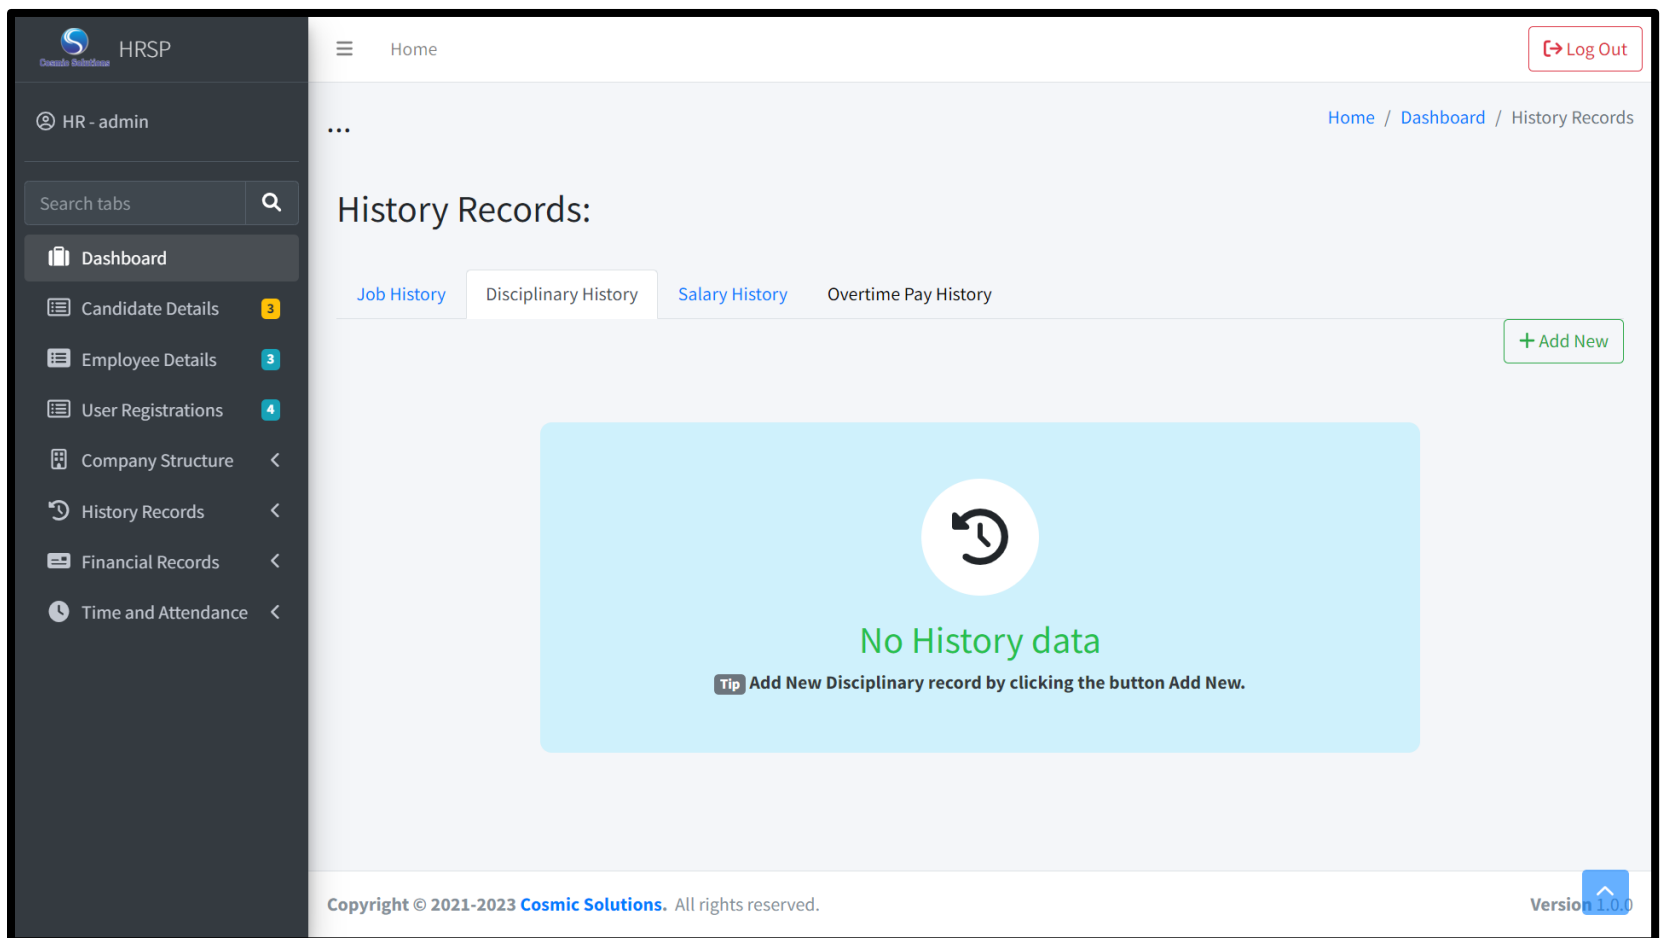 Cosmic Solutions
HRSP
Home
Log Out
HR - admin
...
Home / Dashboard / History Records
Search tabs
History Records:
Dashboard
Candidate Details 3
Employee Details 3
User Registrations 4
Company Structure
History Records
Financial Records
Time and Attendance
Job History
Disciplinary History
Salary History
Overtime Pay History
+ Add New
No History data
Tip Add New Disciplinary record by clicking the button Add New.
Copyright © 2021-2023 Cosmic Solutions. All rights reserved.
Version 1.0.0